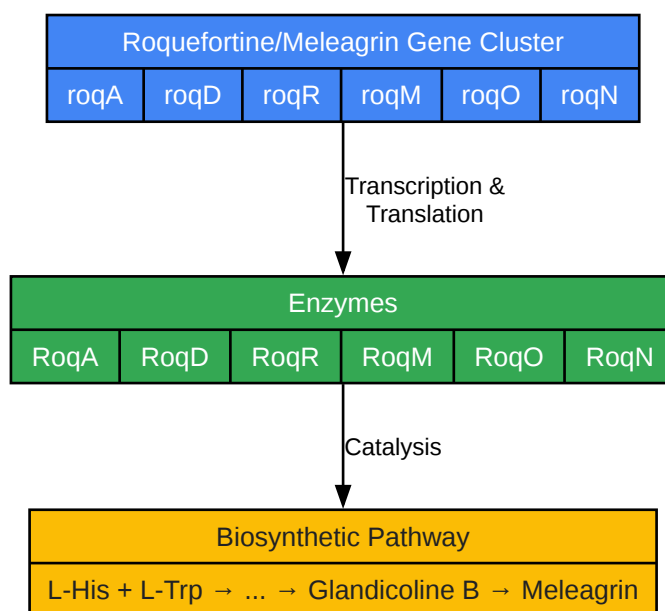 Roquefortine/Meleagrin Gene Cluster
roqA roqD roqR roqM roqO roqN
Transcription &
Translation
Enzymes
RoqA RoqD RoqR RoqM RoqO RoqN
Catalysis
Biosynthetic Pathway
L-His + L-Trp → ... → Glandicoline B → Meleagrin